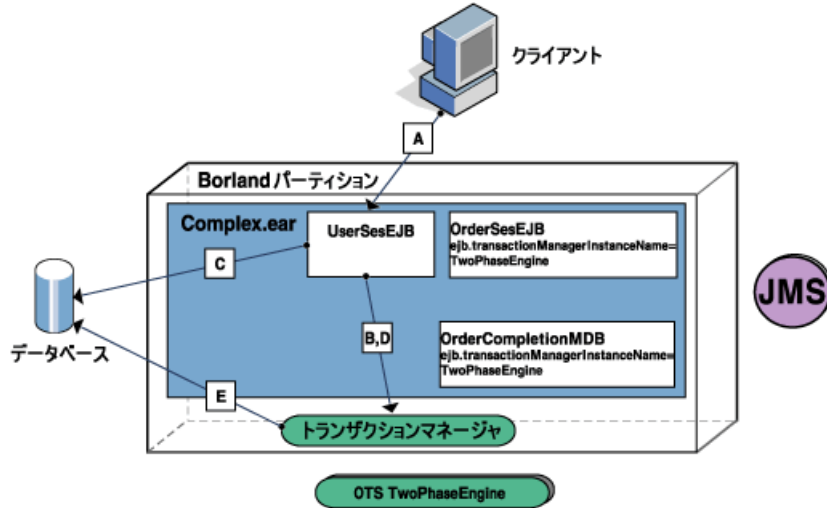 クライアント
A
Borland パーティション
Complex.ear
UserSesEJB
OrderSesEJB
ejb.transactionManagerInstanceName=
TwoPhaseEngine
C
JMS
B,D
OrderCompletionMDB
ejb.transactionManagerInstanceName=
TwoPhaseEngine
データベース
E
トランザクションマネージャ
OTS TwoPhaseEngine